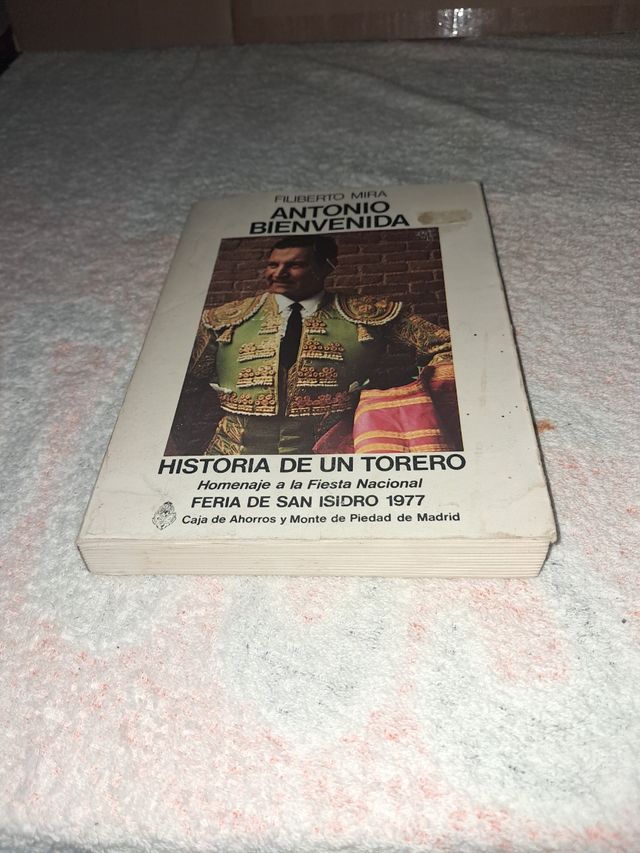 FILIBERTO MIRA
ANTONIO
BIENVENIDA
HISTORIA DE UN TORERO
Homenaje a la Fiesta Nacional
FERIA DE SAN ISIDRO 1977
Caja de Ahorros y Monte de Piedad de Madrid